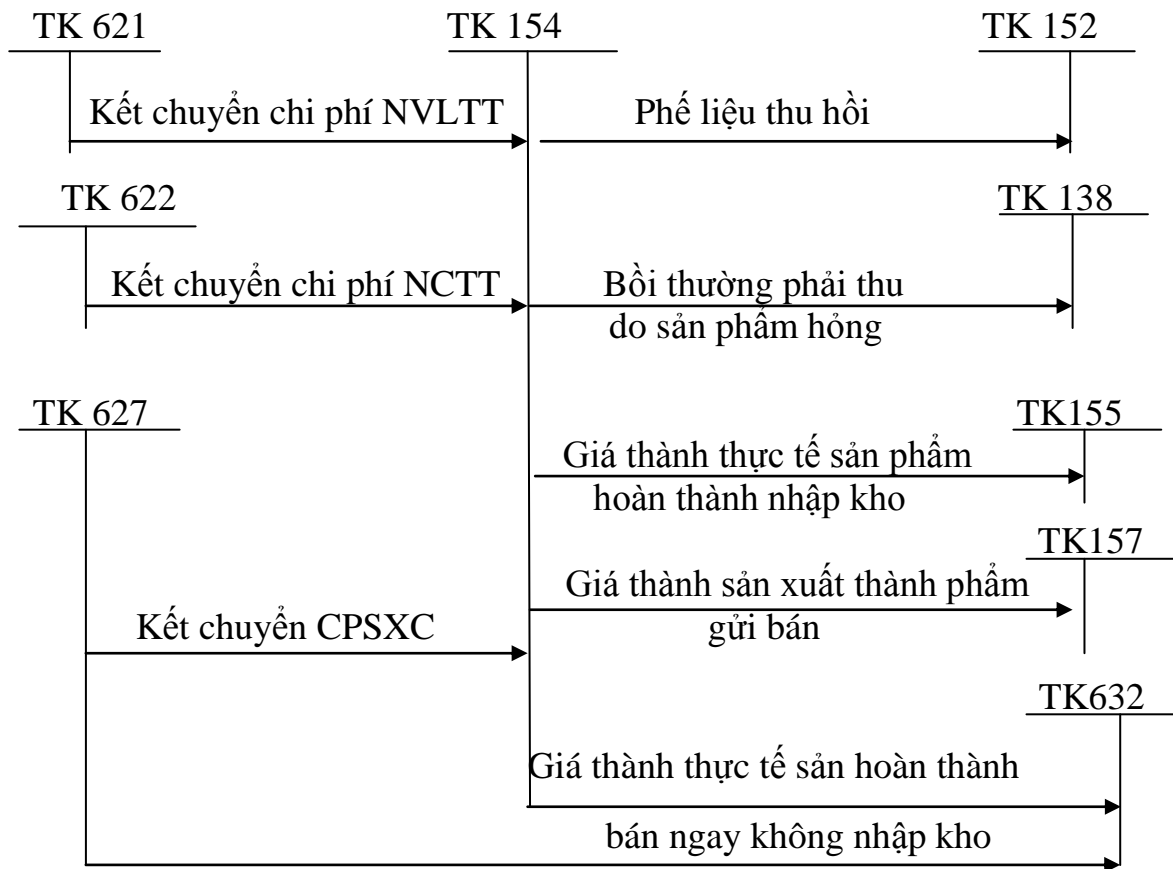 TK 621 TK 154 TK 152
Kết chuyển chi phí NVLTT Phế liệu thu hồi
TK 622 TK 138
Kết chuyển chi phí NCTT Bồi thường phải thu
do sản phẩm hỏng
TK 627 TK155
Giá thành thực tế sản phẩm
hoàn thành nhập kho
TK157
Giá thành sản xuất thành phẩm
Kết chuyển CPSXC gửi bán
TK632
Giá thành thực tế sản hoàn thành
bán ngay không nhập kho